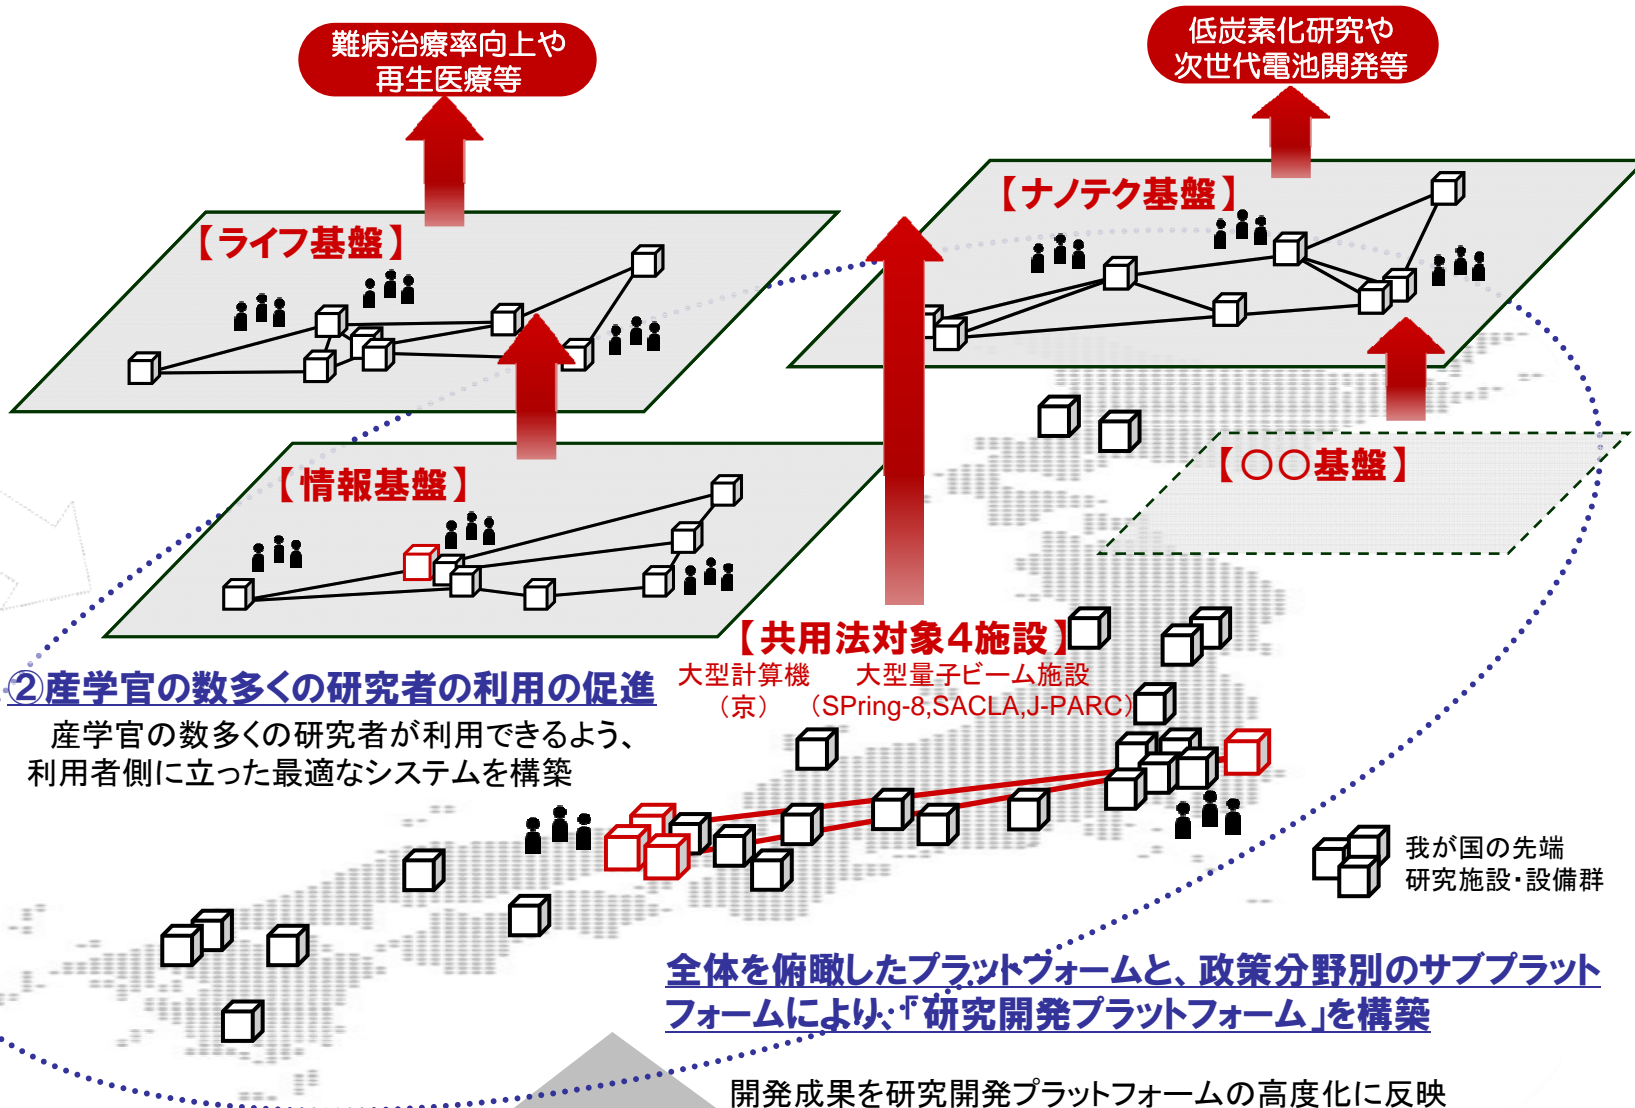 難病治療率向上や
再生医療等
低炭素化研究や
次世代電池開発等
【ライフ基盤】
【ナノテク基盤】
【情報基盤】
【○○基盤】
【共用法対象4施設】
大型計算機 大型量子ビーム施設
（京） （SPring-8,SACLA,J-PARC）
②産学官の数多くの研究者の利用の促進
産学官の数多くの研究者が利用できるよう、
利用者側に立った最適なシステムを構築
我が国の先端
研究施設・設備群
全体を俯瞰したプラットフォームと、政策分野別のサブプラット
フォームにより、「研究開発プラットフォーム」を構築
開発成果を研究開発プラットフォームの高度化に反映